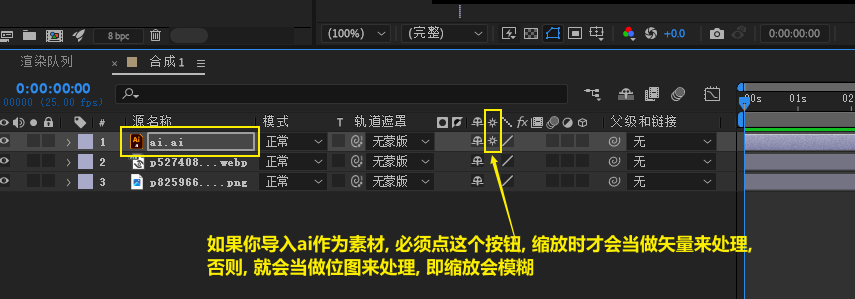 8 bpc
(100%)
(完整)
+0.0
0:00:00:00
渲染队列
× 合成1
0:00:00:00
00000 (25.00 fps)
00s
01s
02s
源名称
模式
T 轨道遮罩
fx
父级和链接
1 Ai ai.ai 正常 无蒙版 无
2 p527408...webp 正常 无蒙版 无
3 p825966....png 正常 无蒙版 无
如果你导入ai作为素材, 必须点这个按钮, 缩放时才会当做矢量来处理,
否则, 就会当做位图来处理, 即缩放会模糊